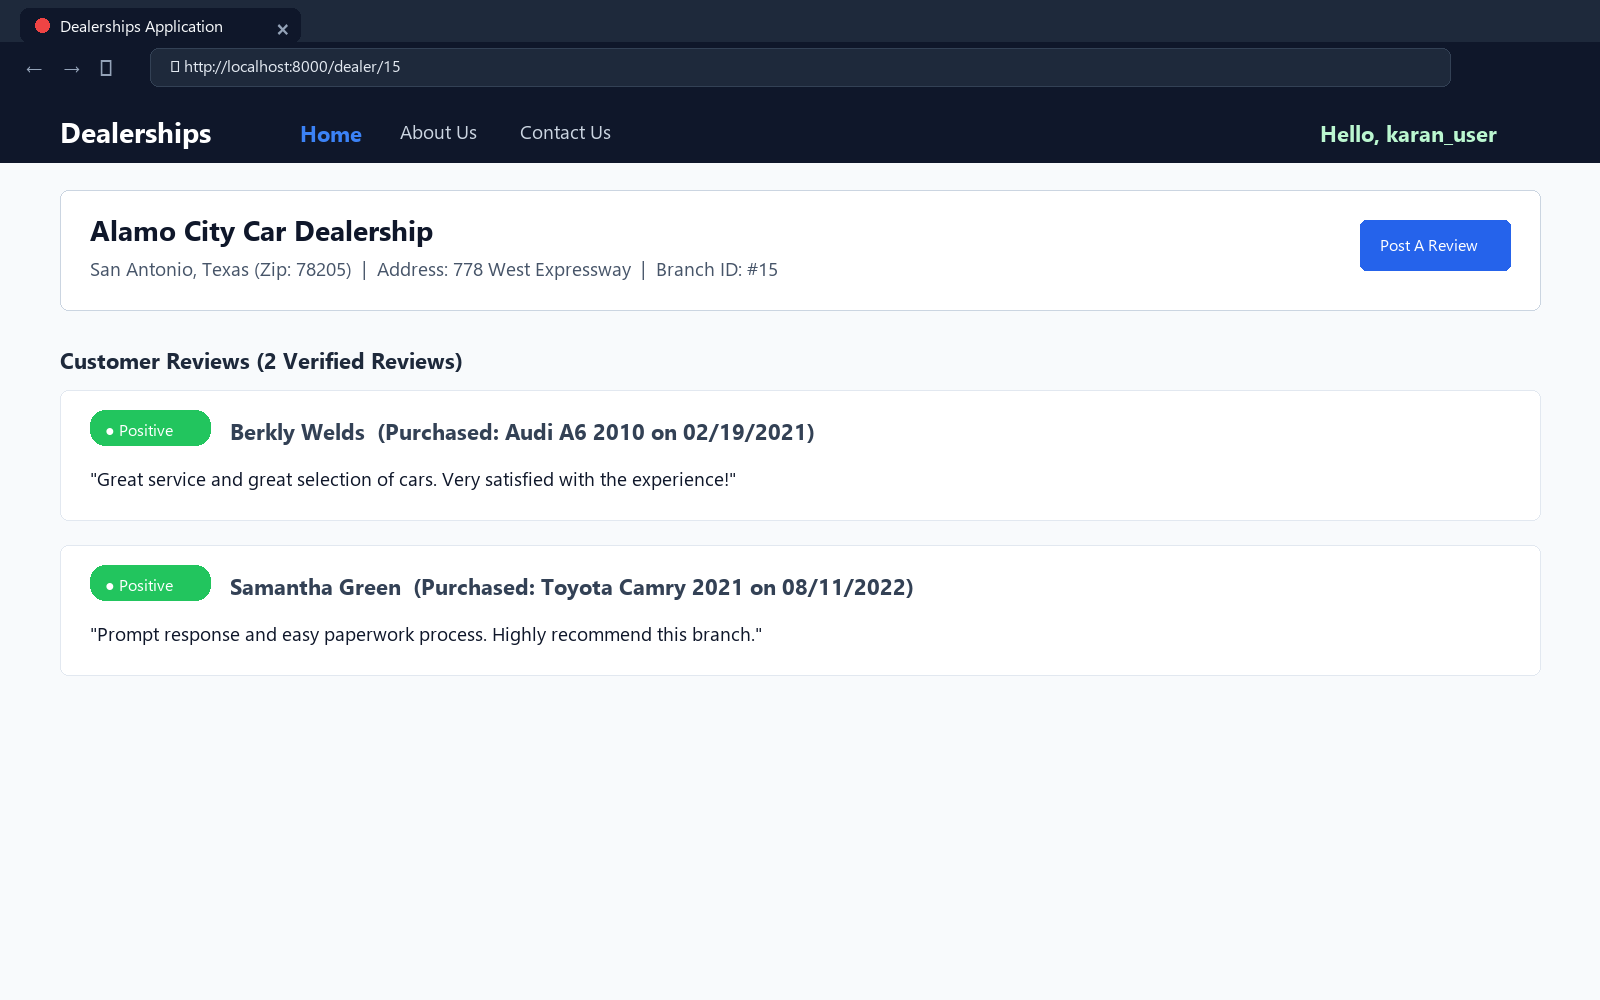 Dealerships Application ×
← → http://localhost:8000/dealer/15
Dealerships Home About Us Contact Us Hello, karan_user
Alamo City Car Dealership
San Antonio, Texas (Zip: 78205) | Address: 778 West Expressway | Branch ID: #15
Post A Review
Customer Reviews (2 Verified Reviews)
● Positive Berkly Welds (Purchased: Audi A6 2010 on 02/19/2021)
"Great service and great selection of cars. Very satisfied with the experience!"
● Positive Samantha Green (Purchased: Toyota Camry 2021 on 08/11/2022)
"Prompt response and easy paperwork process. Highly recommend this branch."